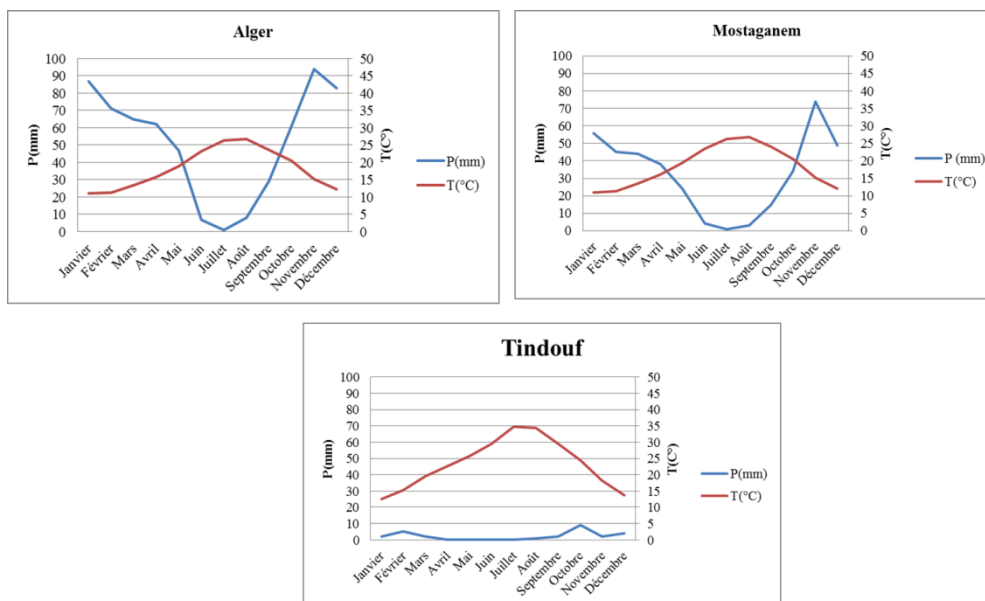 Alger
P(mm)
100
90
80
70
60
50
40
30
20
10
0
50
45
40
35
30
25
20
15
10
5
0
T(C°)
Janvier
Février
Mars
Avril
Mai
Juin
Juillet
Août
Septembre
Octobre
Novembre
Décembre
P(mm)
T(°C)
Mostaganem
P(mm)
100
90
80
70
60
50
40
30
20
10
0
50
45
40
35
30
25
20
15
10
5
0
T(C°)
Janvier
Février
Mars
Avril
Mai
Juin
Juillet
Août
Septembre
Octobre
Novembre
Décembre
P (mm)
T(°C)
Tindouf
P(mm)
100
90
80
70
60
50
40
30
20
10
0
50
45
40
35
30
25
20
15
10
5
0
T(C°)
Janvier
Février
Mars
Avril
Mai
Juin
Juillet
Août
Septembre
Octobre
Novembre
Décembre
P(mm)
T(°C)